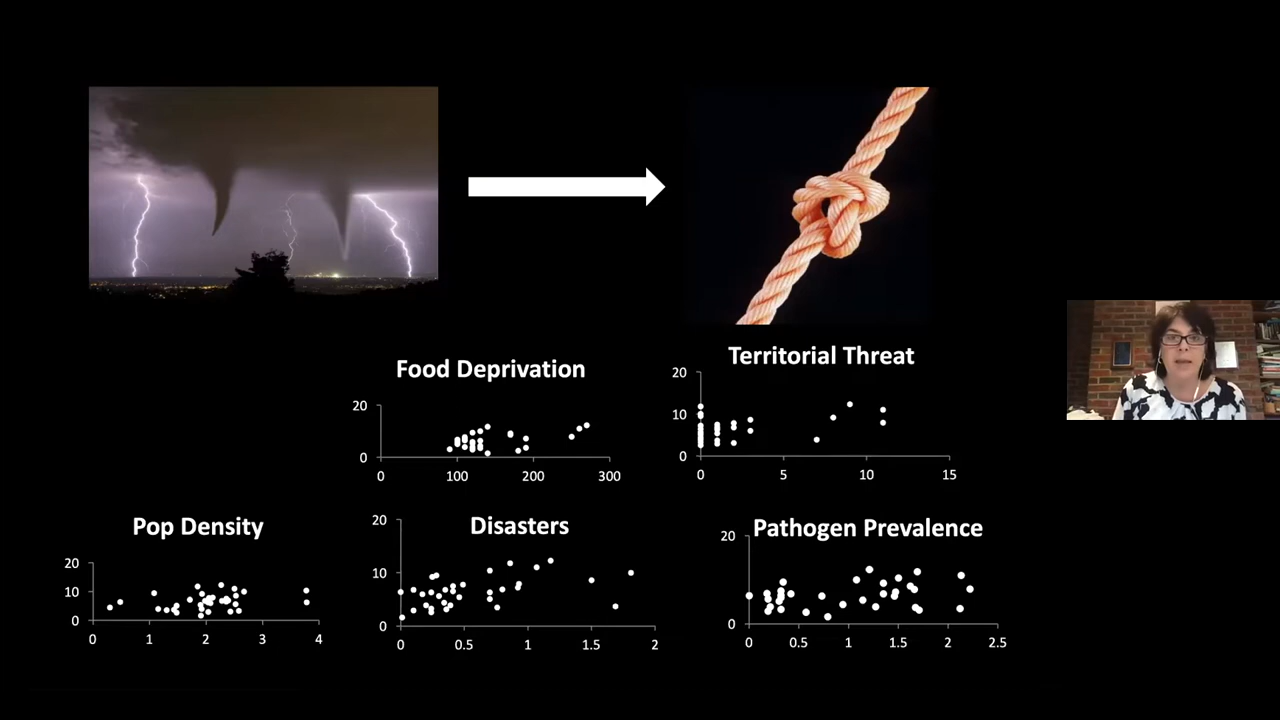 Food Deprivation
20
0
0 100 200 300
Territorial Threat
20
10
0
0 5 10 15
Pop Density
20
10
0
0 1 2 3 4
Disasters
20
10
0
0 0.5 1 1.5 2
Pathogen Prevalence
20
0
0 0.5 1 1.5 2 2.5